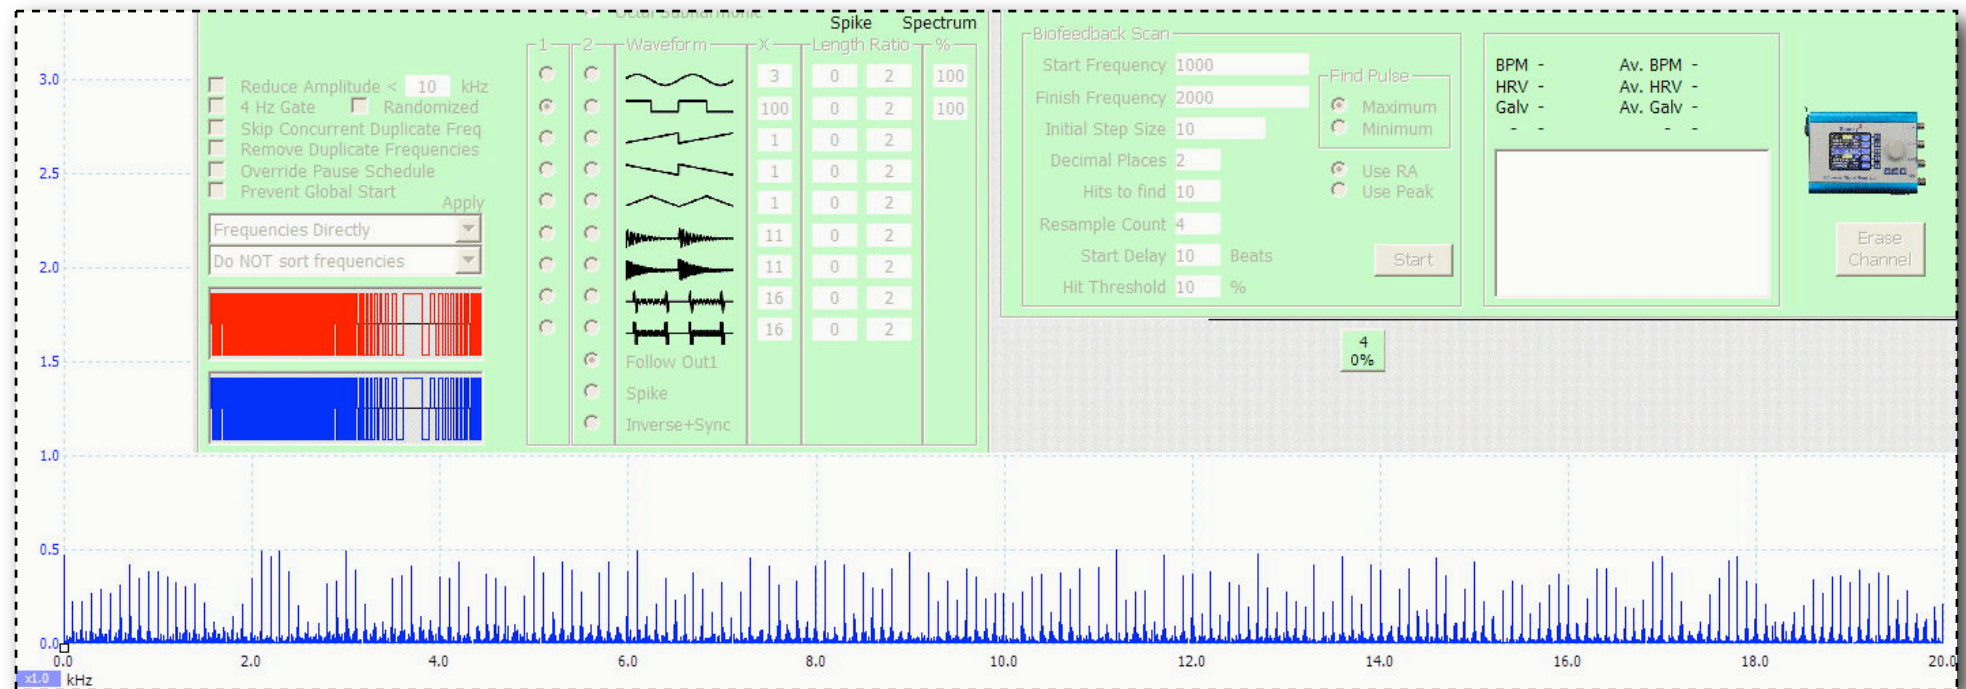 Octal Subharmonic
Spike Spectrum
1 2 Waveform X Length Ratio %
Reduce Amplitude < 10 kHz
4 Hz Gate Randomized
Skip Concurrent Duplicate Freq
Remove Duplicate Frequencies
Override Pause Schedule
Prevent Global Start
Apply
Frequencies Directly
Do NOT sort frequencies
3 0 2 100
100 0 2 100
1 0 2
1 0 2
1 0 2
11 0 2
11 0 2
16 0 2
16 0 2
Follow Out1
Spike
Inverse+Sync
Biofeedback Scan
Start Frequency 1000
Finish Frequency 2000
Initial Step Size 10
Decimal Places 2
Hits to find 10
Resample Count 4
Start Delay 10 Beats
Hit Threshold 10 %
Find Pulse
Maximum
Minimum
Use RA
Use Peak
Start
BPM - Av. BPM -
HRV - Av. HRV -
Galv - Av. Galv -
- - - -
Erase
Channel
4
0%
3.0
2.5
2.0
1.5
1.0
0.5
0.0
0.0 2.0 4.0 6.0 8.0 10.0 12.0 14.0 16.0 18.0 20.0
x1.0 kHz